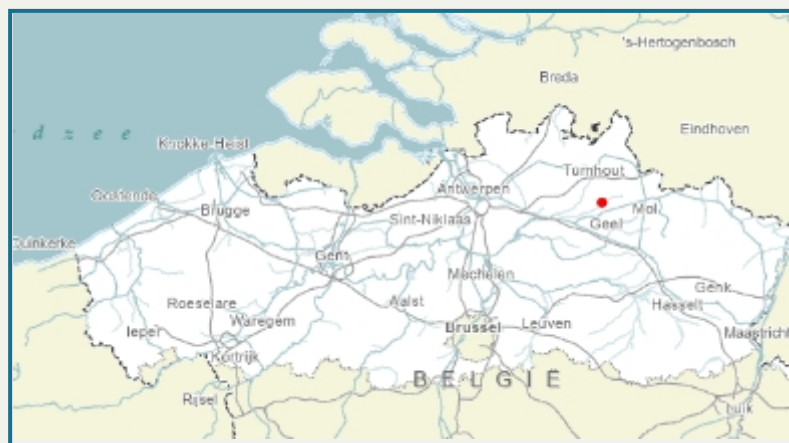 's-Hertogenbosch
Breda
d z e e
Eindhoven
Knokke-Heist
Turnhout
Antwerpen
Oostende
Mol
Brugge
Sint-Niklaas
Geel
Duinkerke
Gent
Mechelen
Genk
Roeselare
Aalst
Hasselt
Waregem
Brussel
Leuven
Ieper
Maastricht
Kortrijk
BELGIË
Rijsel
Luik